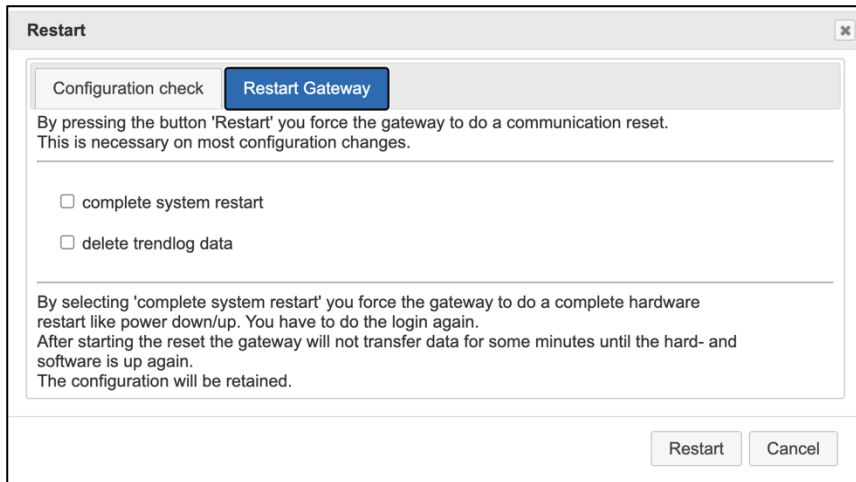 Restart
Configuration check
Restart Gateway
By pressing the button 'Restart' you force the gateway to do a communication reset.
This is necessary on most configuration changes.
complete system restart
delete trendlog data
By selecting 'complete system restart' you force the gateway to do a complete hardware
restart like power down/up. You have to do the login again.
After starting the reset the gateway will not transfer data for some minutes until the hard- and
software is up again.
The configuration will be retained.
Restart
Cancel